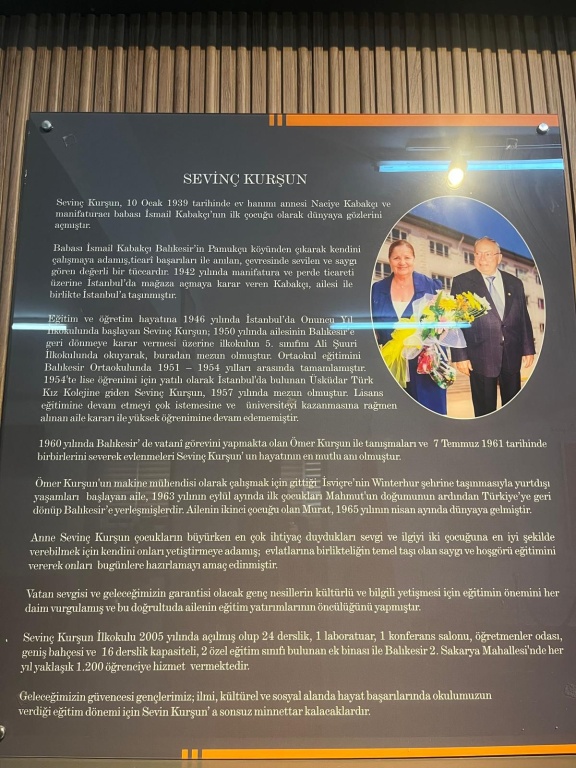 SEVİNÇ KURŞUN
Sevinç Kurşun, 10 Ocak 1939 tarihinde ev hanımı annesi Naciye Kabakçı ve
manifaturacı babası İsmail Kabakçı'nın ilk çocuğu olarak dünyaya gözlerini
açmıştır.
Babası İsmail Kabakçı Balıkesir'in Pamukçu köyünden çıkarak kendini
çalışmaya adamış,ticari başarıları ile anılan, çevresinde sevilen ve saygı
gören değerli bir tüccardır. 1942 yılında manifatura ve perde ticareti
üzerine İstanbul'da mağaza açmaya karar veren Kabakçı, ailesi ile
birlikte İstanbul'a taşınmıştır.
Eğitim ve öğretim hayatına 1946 yılında İstanbul'da Onuncu Yıl
İlkokulunda başlayan Sevinç Kurşun; 1950 yılında ailesinin Balıkesir'e
geri dönmeye karar vermesi üzerine ilkokulun 5. sınıfını Ali Şuuri
İlkokulunda okuyarak, buradan mezun olmuştur. Ortaokul eğitimini
Balıkesir Ortaokulunda 1951 – 1954 yılları arasında tamamlamıştır.
1954'te lise öğrenimi için yatılı olarak İstanbul'da bulunan Üsküdar Türk
Kız Kolejine giden Sevinç Kurşun, 1957 yılında mezun olmuştur. Lisans
eğitimine devam etmeyi çok istemesine ve üniversiteyi kazanmasına rağmen
alınan aile kararı ile yüksek öğrenimine devam edememiştir.
1960 yılında Balıkesir' de vatanî görevini yapmakta olan Ömer Kurşun ile tanışmaları ve 7 Temmuz 1961 tarihinde
birbirlerini severek evlenmeleri Sevinç Kurşun' un hayatının en mutlu anı olmuştur.
Ömer Kurşun'un makine mühendisi olarak çalışmak için gittiği İsviçre'nin Winterhur şehrine taşınmasıyla yurtdışı
yaşamları başlayan aile, 1963 yılının eylül ayında ilk çocukları Mahmut'un doğumunun ardından Türkiye'ye geri
dönüp Balıkesir'e yerleşmişlerdir. Ailenin ikinci çocuğu olan Murat, 1965 yılının nisan ayında dünyaya gelmiştir.
Anne Sevinç Kurşun çocukların büyürken en çok ihtiyaç duydukları sevgi ve ilgiyi iki çocuğuna en iyi şekilde
verebilmek için kendini onları yetiştirmeye adamış; evlatlarına birlikteliğin temel taşı olan saygı ve hoşgörü eğitimini
vererek onları bugünlere hazırlamayı amaç edinmiştir.
Vatan sevgisi ve geleceğimizin garantisi olacak genç nesillerin kültürlü ve bilgili yetişmesi için eğitimin önemini her
daim vurgulamış ve bu doğrultuda ailenin eğitim yatırımlarının öncülüğünü yapmıştır.
Sevinç Kurşun İlkokulu 2005 yılında açılmış olup 24 derslik, 1 laboratuar, 1 konferans salonu, öğretmenler odası,
geniş bahçesi ve 16 derslik kapasiteli, 2 özel eğitim sınıfı bulunan ek binası ile Balıkesir 2. Sakarya Mahallesi'nde her
yıl yaklaşık 1.200 öğrenciye hizmet vermektedir.
Geleceğimizin güvencesi gençlerimiz; ilmi, kültürel ve sosyal alanda hayat başarılarında okulumuzun
verdiği eğitim dönemi için Sevin Kurşun' a sonsuz minnettar kalacaklardır.